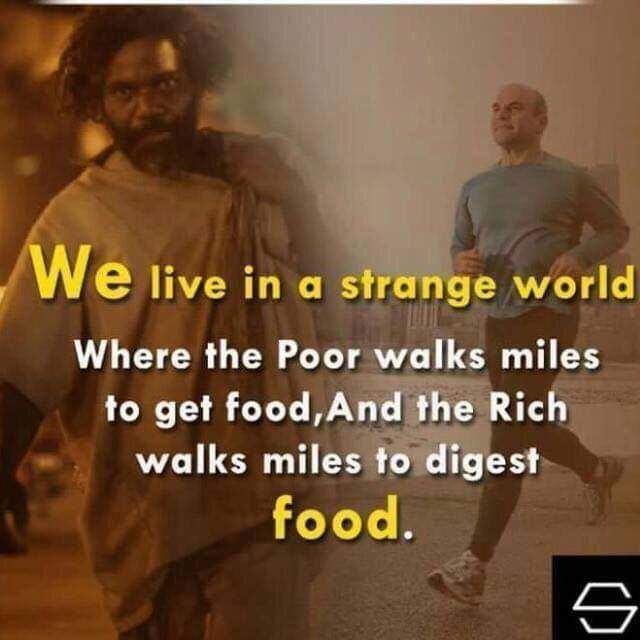 We live in a strange world
Where the Poor walks miles
to get food,And the Rich
walks miles to digest
food.